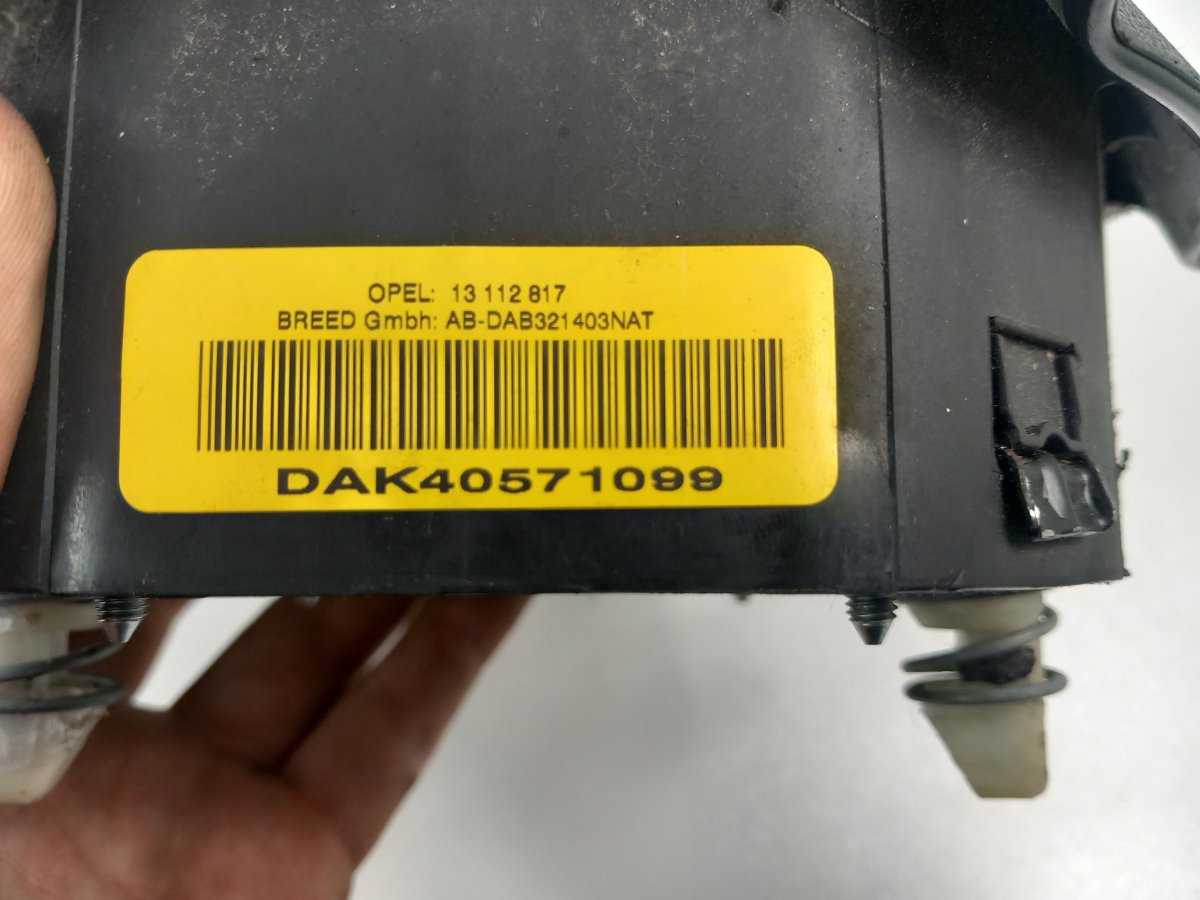 OPEL: 13 112 817
BREED Gmbh: AB-DAB321403NAT
DAK40571099